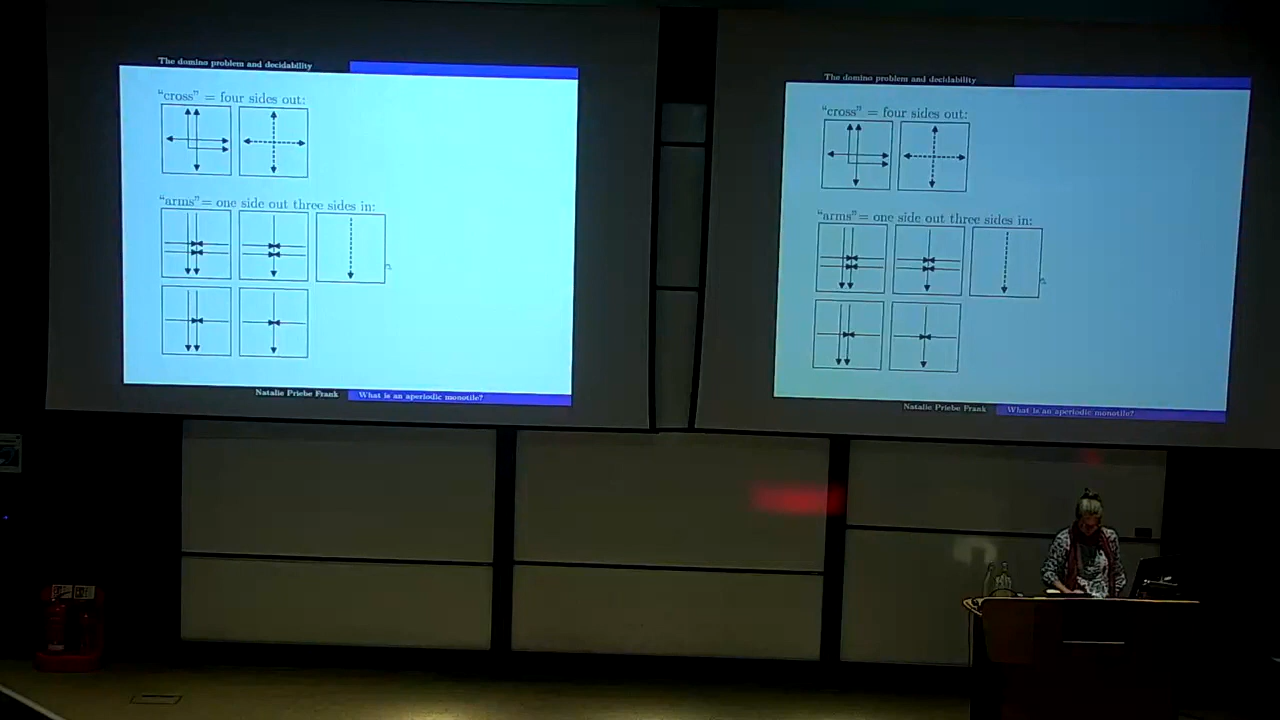 The domino problem and decidability
"cross" = four sides out:
"arms"= one side out three sides in:
Natalie Priebe Frank
What is an aperiodic monotile?
The domino problem and decidability
"cross" = four sides out:
"arms"= one side out three sides in:
Natalie Priebe Frank
What is an aperiodic monotile?